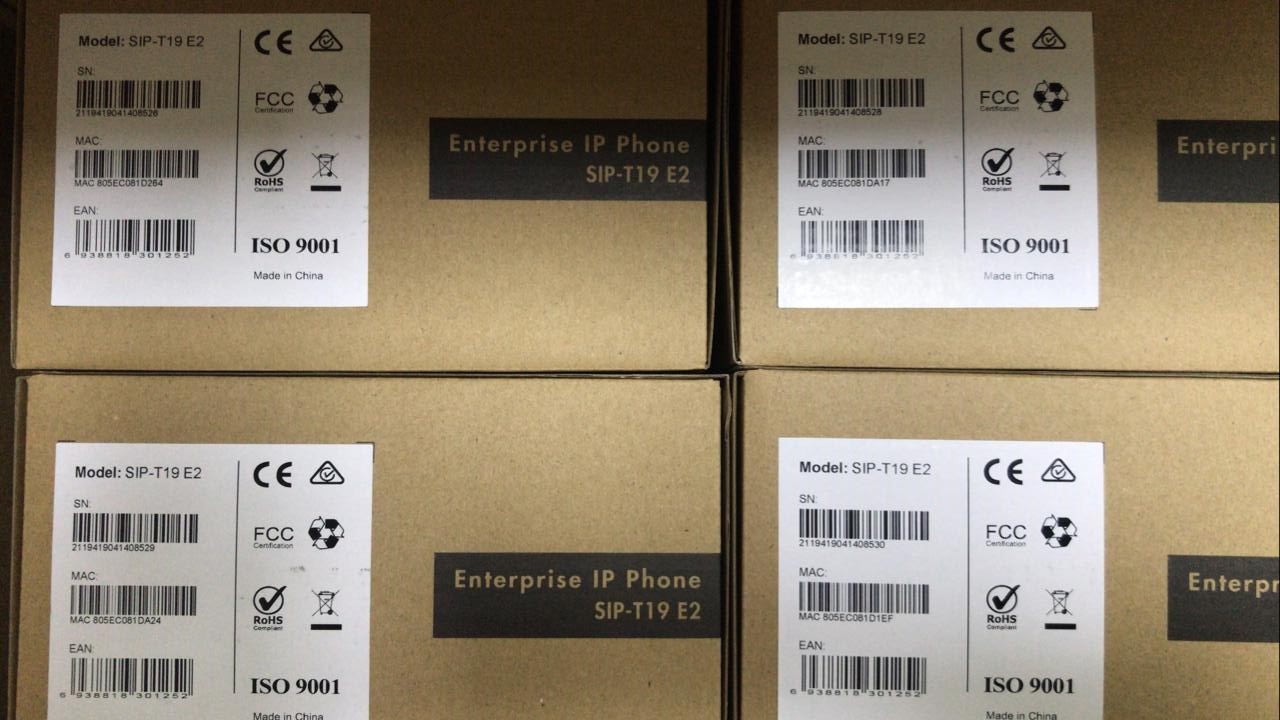 Model: SIP-T19 E2
SN:
2119419041408526
MAC:
MAC 805EC081D264
EAN:
6 938818 301252
CE
FCC
Certification
RoHS
Compliant
ISO 9001
Made in China
Enterprise IP Phone
SIP-T19 E2
Model: SIP-T19 E2
SN:
2119419041408528
MAC:
MAC 805EC081DA17
EAN:
6 938818 301252
CE
FCC
Certification
RoHS
Compliant
ISO 9001
Made in China
Enterpri
Model: SIP-T19 E2
SN:
2119419041408529
MAC:
MAC 805EC081DA24
EAN:
6 938818 301252
CE
FCC
Certification
RoHS
Compliant
ISO 9001
Made in China
Enterprise IP Phone
SIP-T19 E2
Model: SIP-T19 E2
SN:
2119419041408530
MAC:
MAC 805EC081D1EF
EAN:
6 938818 301252
CE
FCC
Certification
RoHS
Compliant
ISO 9001
Made in China
Enterpr